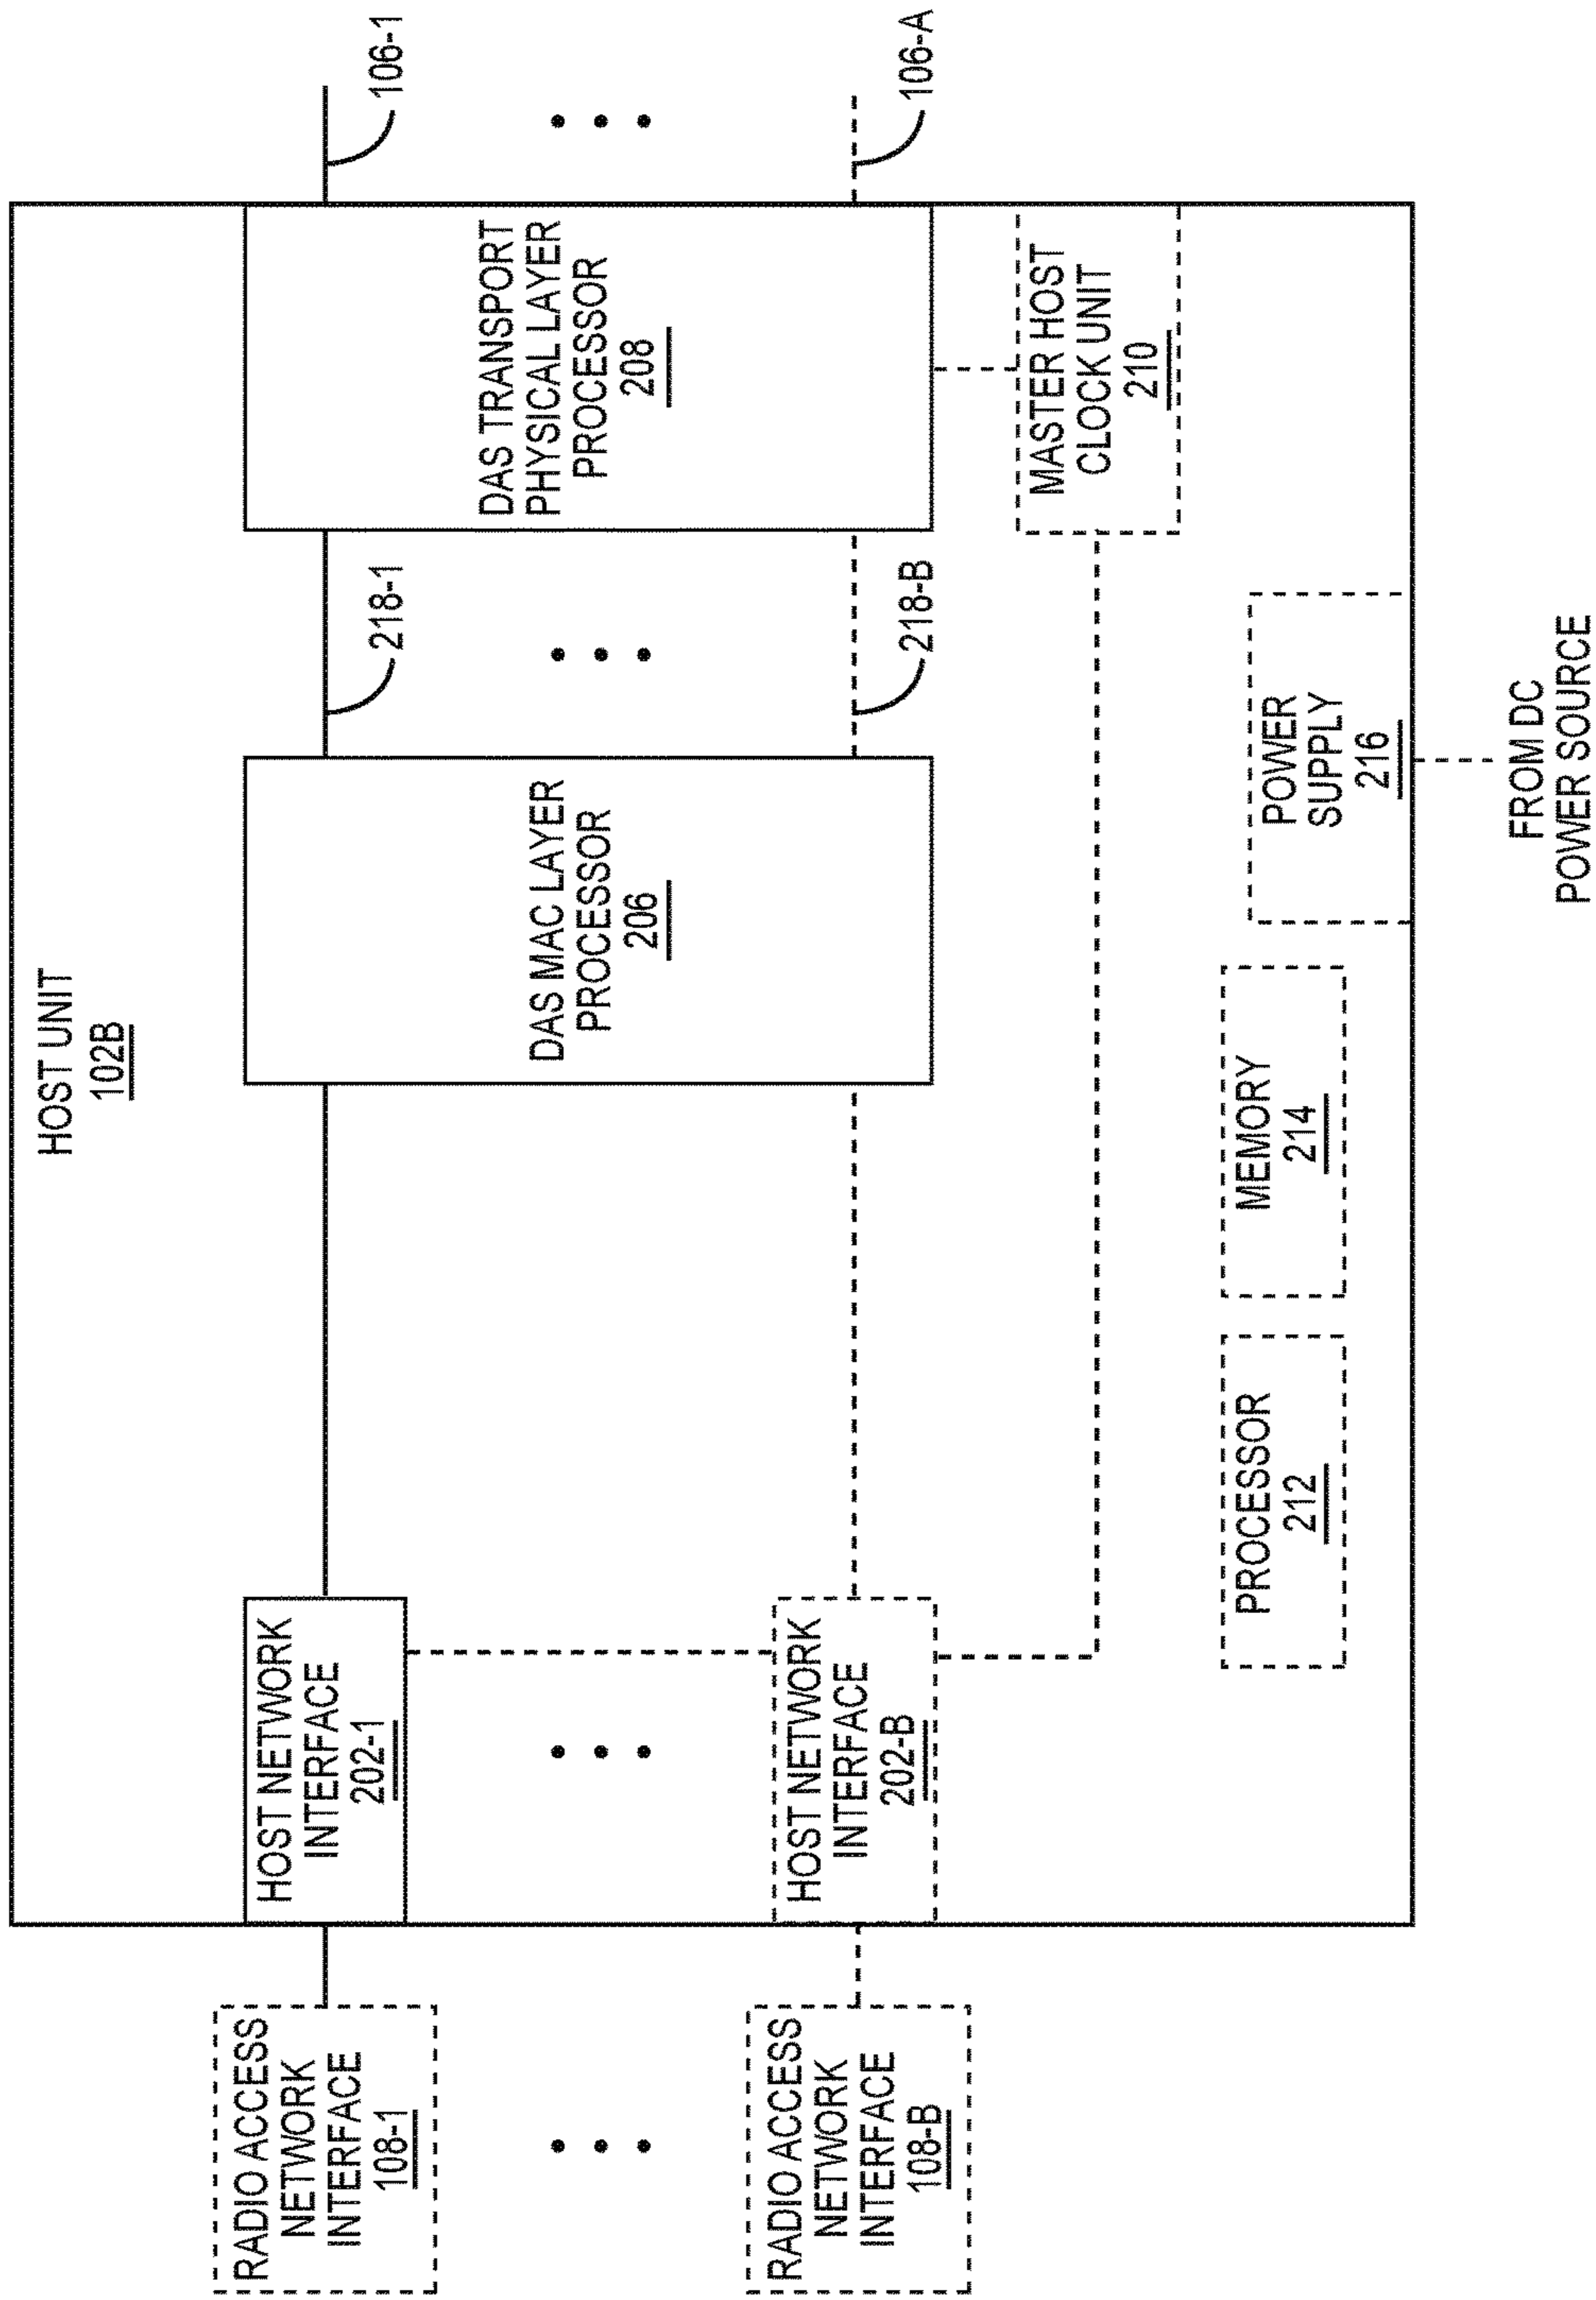 HOST UNIT
102B
RADIO ACCESS
NETWORK
INTERFACE
108-1
HOST NETWORK
INTERFACE
202-1
DAS MAC LAYER
PROCESSOR
206
218-1
DAS TRANSPORT
PHYSICAL LAYER
PROCESSOR
208
106-1
RADIO ACCESS
NETWORK
INTERFACE
108-B
HOST NETWORK
INTERFACE
202-B
218-B
106-A
MASTER HOST
CLOCK UNIT
210
PROCESSOR
212
MEMORY
214
POWER
SUPPLY
216
FROM DC
POWER SOURCE